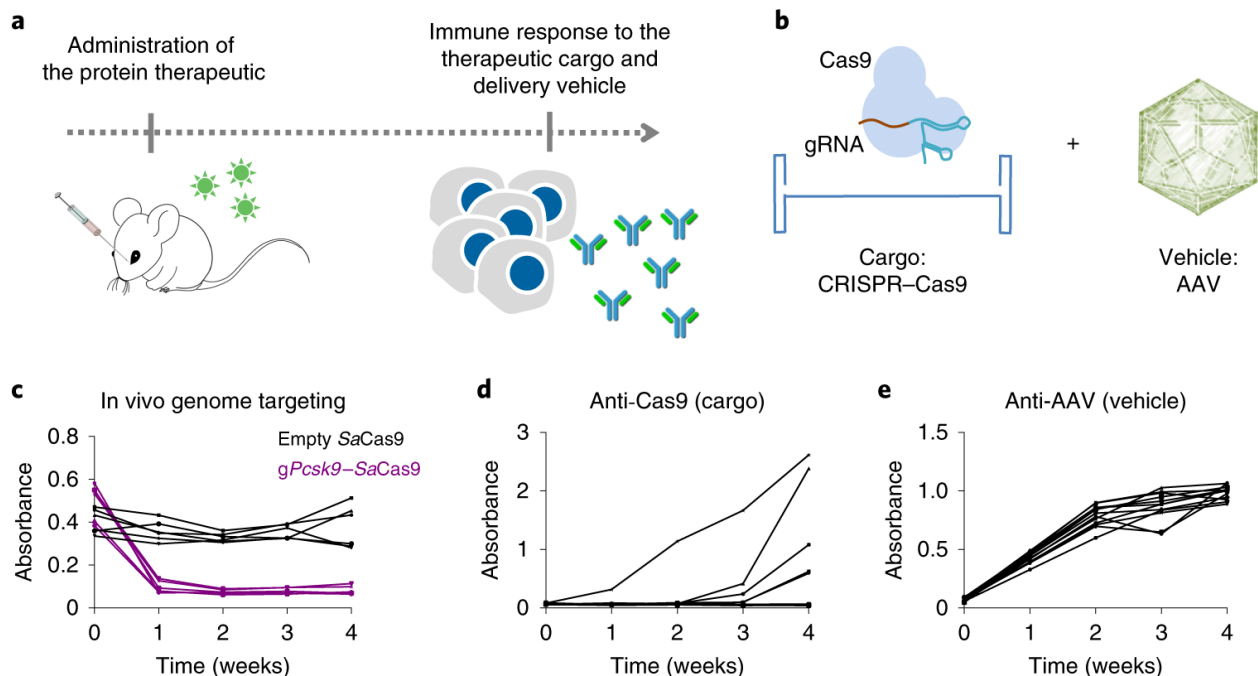 a
Administration of
the protein therapeutic
Immune response to the
therapeutic cargo and
delivery vehicle
b
Cas9
gRNA
+
Cargo:
CRISPR–Cas9
Vehicle:
AAV
c
In vivo genome targeting
Empty SaCas9
gPcsk9–SaCas9
Absorbance
0.8
0.6
0.4
0.2
0
0 1 2 3 4
Time (weeks)
d
Anti-Cas9 (cargo)
Absorbance
3
2
1
0
0 1 2 3 4
Time (weeks)
e
Anti-AAV (vehicle)
Absorbance
1.5
1.0
0.5
0
0 1 2 3 4
Time (weeks)